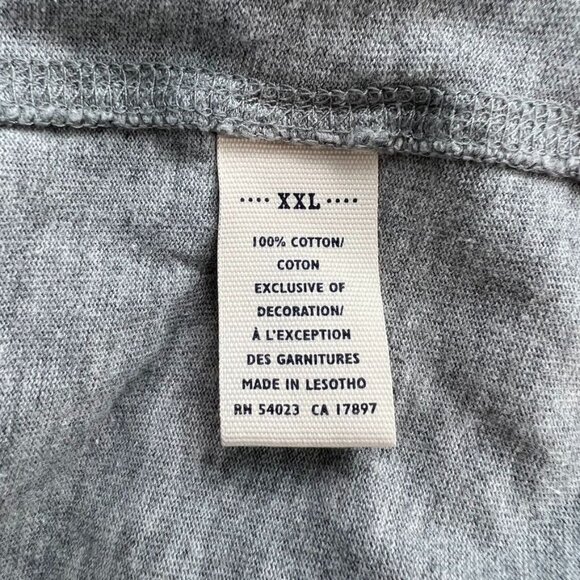 .... XXL ....
100% COTTON/
COTON
EXCLUSIVE OF
DECORATION/
À L'EXCEPTION
DES GARNITURES
MADE IN LESOTHO
RN 54023 CA 17897